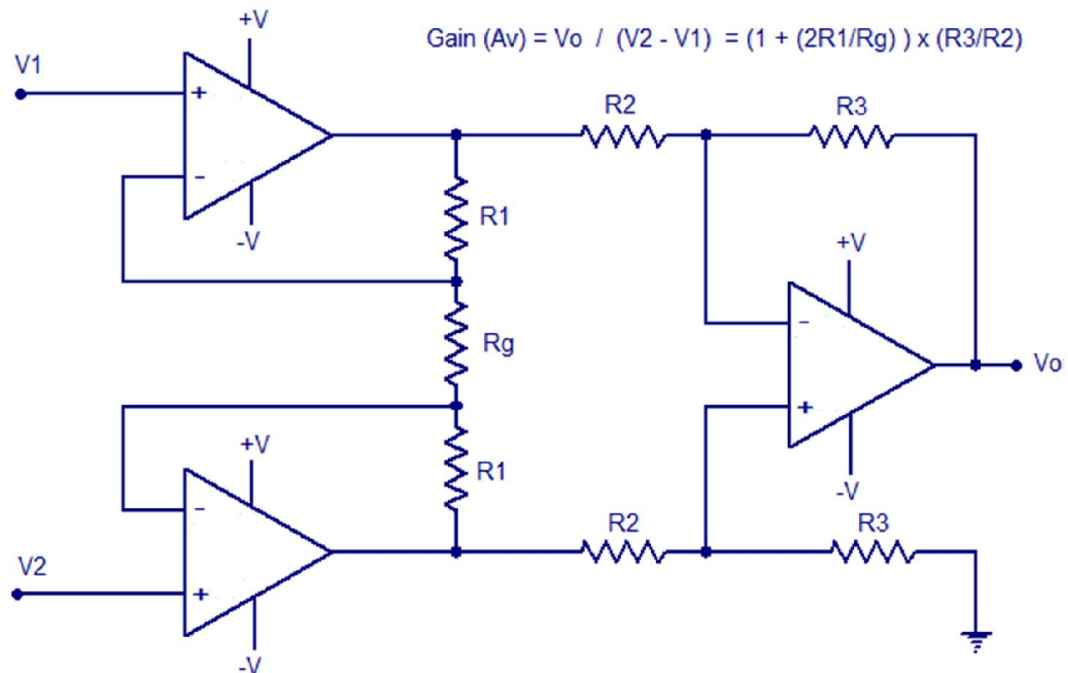 +V
Gain (Av) = Vo / (V2 - V1) = (1 + (2R1/Rg) ) x (R3/R2)
V1
+
R2
R3
-
R1
-V
+V
-
Rg
Vo
+
+V
R1
-V
-
R2
R3
V2
+
-V